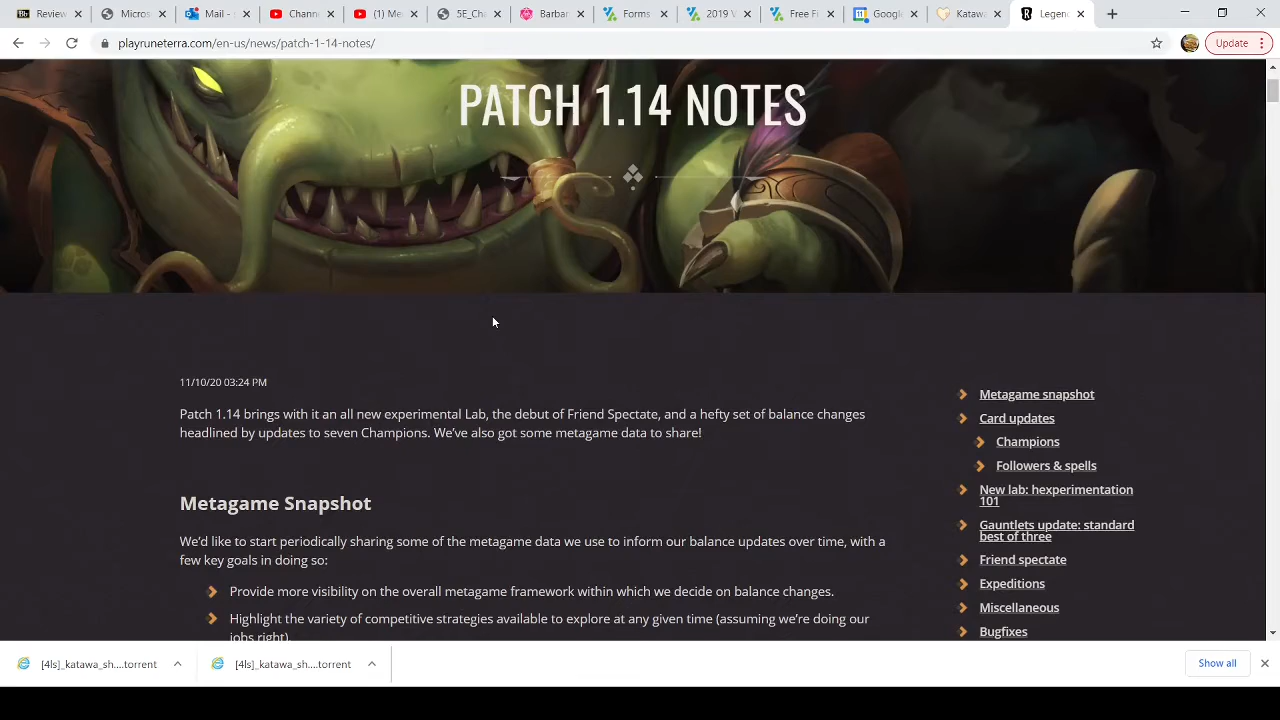 Review
Micros
Mail -
Channe
(1) Me
5E_Cha
Barbar
Forms
2019 V
Free Fi
Google
Katawa
Legend
playruneterra.com/en-us/news/patch-1-14-notes/
Update
PATCH 1.14 NOTES
11/10/20 03:24 PM
Patch 1.14 brings with it an all new experimental Lab, the debut of Friend Spectate, and a hefty set of balance changes
headlined by updates to seven Champions. We've also got some metagame data to share!
Metagame Snapshot
We'd like to start periodically sharing some of the metagame data we use to inform our balance updates over time, with a
few key goals in doing so:
Provide more visibility on the overall metagame framework within which we decide on balance changes.
Highlight the variety of competitive strategies available to explore at any given time (assuming we're doing our
jobs right).
Metagame snapshot
Card updates
Champions
Followers & spells
New lab: hexperimentation
101
Gauntlets update: standard
best of three
Friend spectate
Expeditions
Miscellaneous
Bugfixes
[4ls]_katawa_sh....torrent
[4ls]_katawa_sh....torrent
Show all